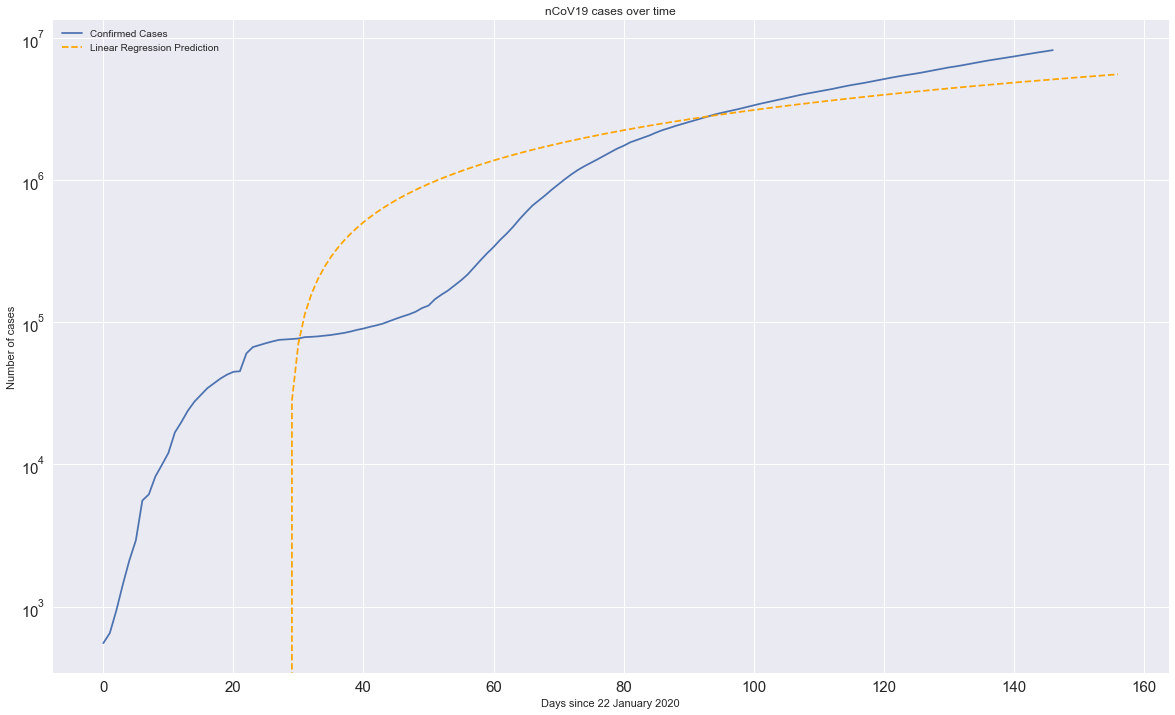 nCoV19 cases over time
Confirmed Cases
Linear Regression Prediction
Number of cases
10^7
10^6
10^5
10^4
10^3
0 20 40 60 80 100 120 140 160
Days since 22 January 2020